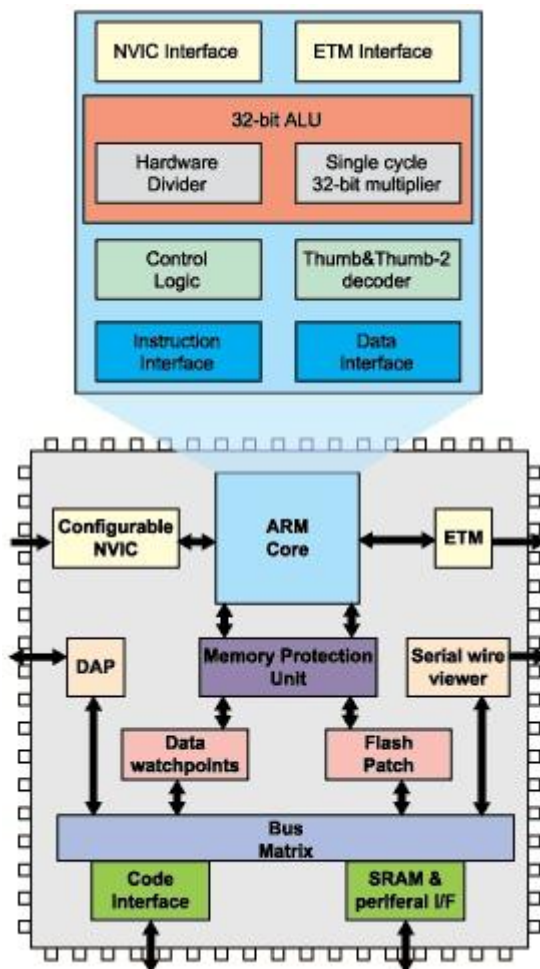 NVIC Interface
ETM Interface
32-bit ALU
Hardware
Divider
Single cycle
32-bit multiplier
Control
Logic
Thumb&Thumb-2
decoder
Instruction
Interface
Data
Interface
Configurable
NVIC
ARM
Core
ETM
DAP
Memory Protection
Unit
Serial wire
viewer
Data
watchpoints
Flash
Patch
Bus
Matrix
Code
Interface
SRAM &
periferal I/F